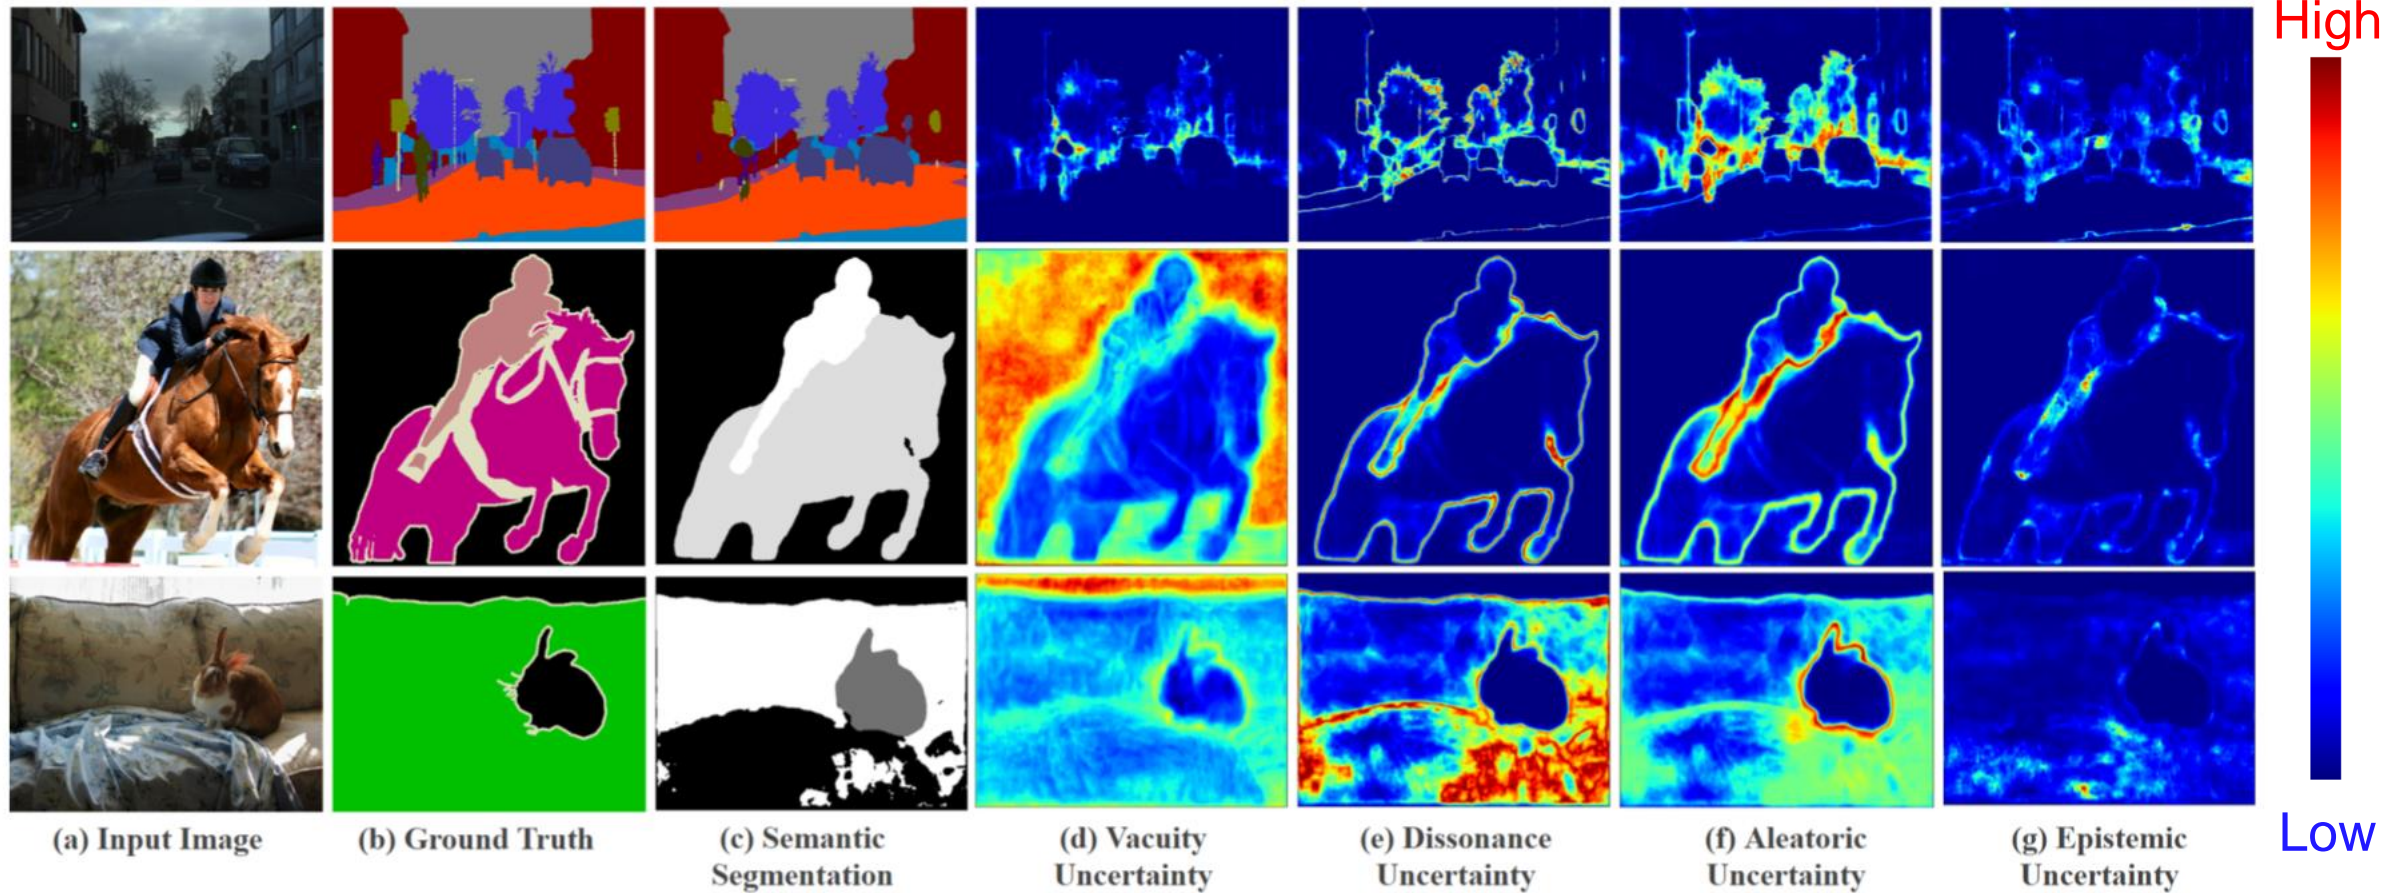 High
Low
(a) Input Image
(b) Ground Truth
(c) Semantic
Segmentation
(d) Vacuity
Uncertainty
(e) Dissonance
Uncertainty
(f) Aleatoric
Uncertainty
(g) Epistemic
Uncertainty